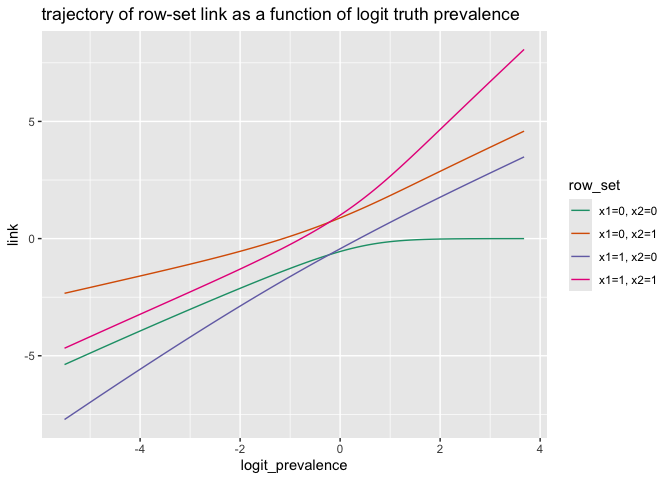 trajectory of row-set link as a function of logit truth prevalence
5
0
-5
link
-4
-2
0
2
4
logit_prevalence
row_set
x1=0, x2=0
x1=0, x2=1
x1=1, x2=0
x1=1, x2=1